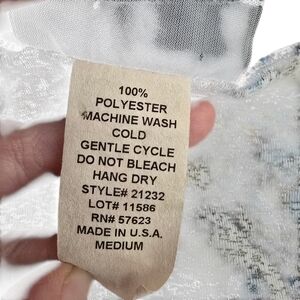 100%
POLYESTER
MACHINE WASH
COLD
GENTLE CYCLE
DO NOT BLEACH
HANG DRY
STYLE# 21232
LOT# 11586
RN# 57623
MADE IN U.S.A.
MEDIUM